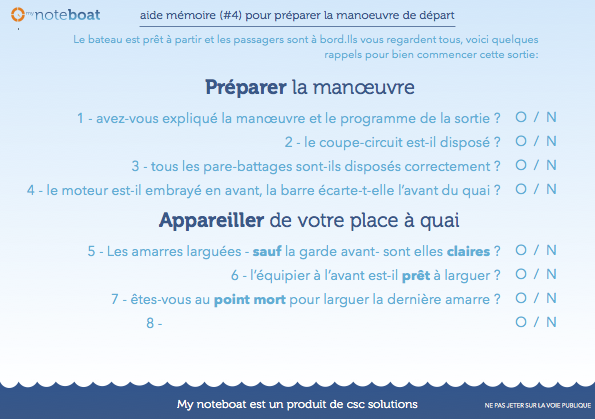 my noteboat
aide mémoire (#4) pour préparer la manoeuvre de départ
Le bateau est prêt à partir et les passagers sont à bord.Ils vous regardent tous, voici quelques
rappels pour bien commencer cette sortie:
Préparer la manœuvre
1 - avez-vous expliqué la manœuvre et le programme de la sortie ? O / N
2 - le coupe-circuit est-il disposé ? O / N
3 - tous les pare-battages sont-ils disposés correctement ? O / N
4 - le moteur est-il embrayé en avant, la barre écarte-t-elle l'avant du quai ? O / N
Appareiller de votre place à quai
5 - Les amarres larguées - sauf la garde avant- sont elles claires ? O / N
6 - l'équipier à l'avant est-il prêt à larguer ? O / N
7 - êtes-vous au point mort pour larguer la dernière amarre ? O / N
8 - O / N
My noteboat est un produit de csc solutions
NE PAS JETER SUR LA VOIE PUBLIQUE